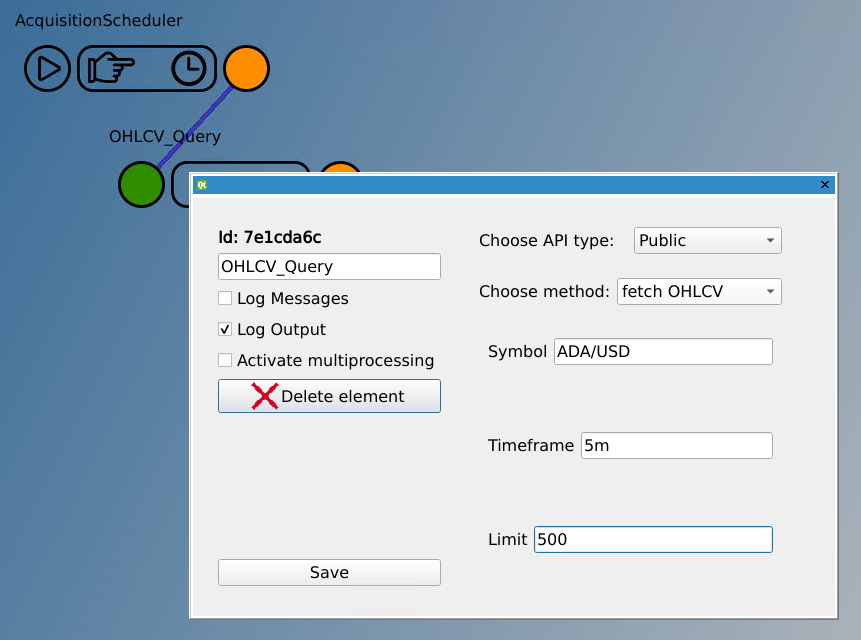 AcquisitionScheduler
OHLCV_Query
Qt
Id: 7e1cda6c
OHLCV_Query
Log Messages
Log Output
Activate multiprocessing
Delete element
Save
Choose API type: Public
Choose method: fetch OHLCV
Symbol ADA/USD
Timeframe 5m
Limit 500